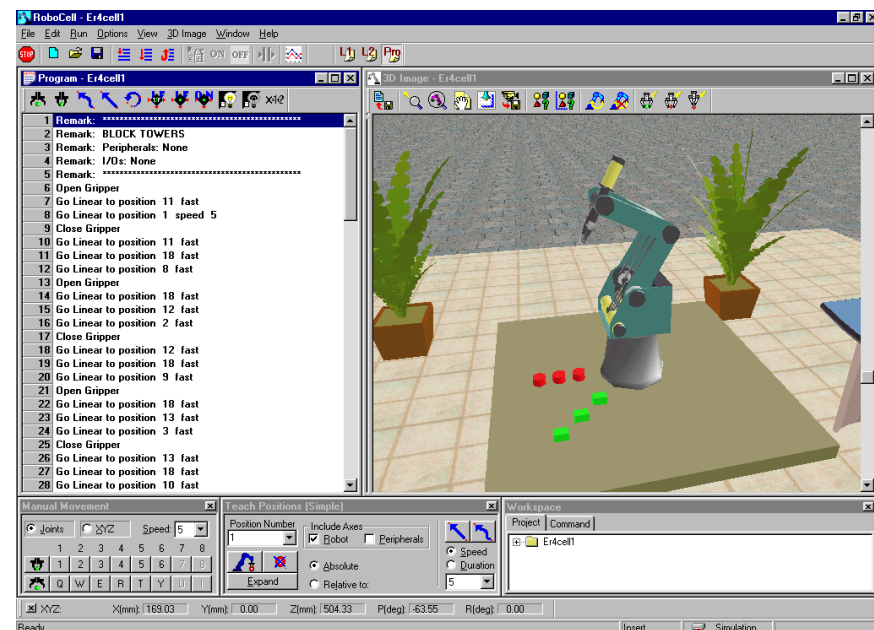 RoboCell - Er4cell1
File Edit Run Options View 3D Image Window Help
STOP ON OFF L1 L2 Prg
Program - Er4cell1
1 Remark: ***********************************************
2 Remark: BLOCK TOWERS
3 Remark: Peripherals: None
4 Remark: I/Os: None
5 Remark: ***********************************************
6 Open Gripper
7 Go Linear to position 11 fast
8 Go Linear to position 1 speed 5
9 Close Gripper
10 Go Linear to position 11 fast
11 Go Linear to position 18 fast
12 Go Linear to position 8 fast
13 Open Gripper
14 Go Linear to position 18 fast
15 Go Linear to position 12 fast
16 Go Linear to position 2 fast
17 Close Gripper
18 Go Linear to position 12 fast
19 Go Linear to position 18 fast
20 Go Linear to position 9 fast
21 Open Gripper
22 Go Linear to position 18 fast
23 Go Linear to position 13 fast
24 Go Linear to position 3 fast
25 Close Gripper
26 Go Linear to position 13 fast
27 Go Linear to position 18 fast
28 Go Linear to position 10 fast
3D Image - Er4cell1
Manual Movement
Joints XYZ Speed: 5
1 2 3 4 5 6 7 8
1 2 3 4 5 6 7 8
Q W E R T Y U I
Teach Positions (Simple)
Position Number
1
Include Axes
Robot Peripherals
Absolute
Relative to:
Expand
Speed
Duration
5
Workspace
Project Command
Er4cell1
XYZ: X(mm): 169.03 Y(mm): 0.00 Z(mm): 504.33 P(deg): -63.55 R(deg): 0.00
Ready Insert Simulation